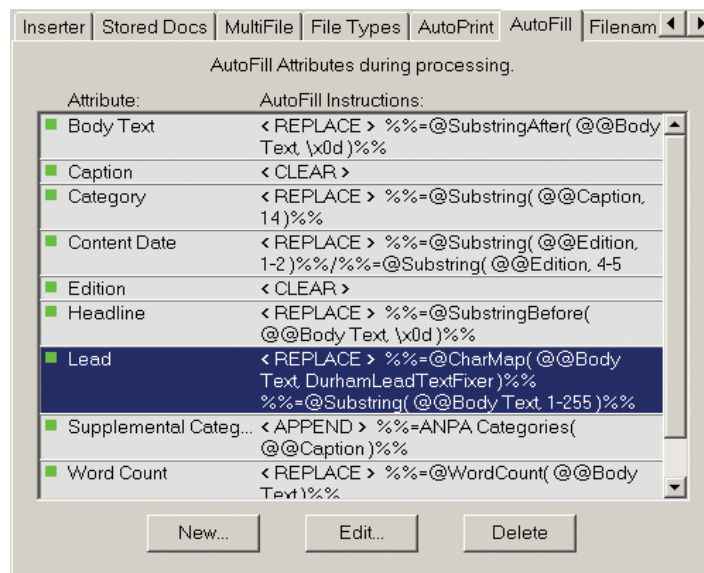 Inserter Stored Docs MultiFile File Types AutoPrint AutoFill Filenam
AutoFill Attributes during processing.
Attribute: AutoFill Instructions:
Body Text < REPLACE > %%=@SubstringAfter( @@Body
Text, \x0d )%%
Caption < CLEAR >
Category < REPLACE > %%=@Substring( @@Caption,
14 )%%
Content Date < REPLACE > %%=@Substring( @@Edition,
1-2 )%%/%%=@Substring( @@Edition, 4-5
Edition < CLEAR >
Headline < REPLACE > %%=@SubstringBefore(
@@Body Text, \x0d )%%
Lead < REPLACE > %%=@CharMap( @@Body
Text, DurhamLeadTextFixer )%%
%%=@Substring( @@Body Text, 1-255 )%%
Supplemental Categ... < APPEND > %%=ANPA Categories(
@@Caption )%%
Word Count < REPLACE > %%=@WordCount( @@Body
Text )%%
New... Edit... Delete